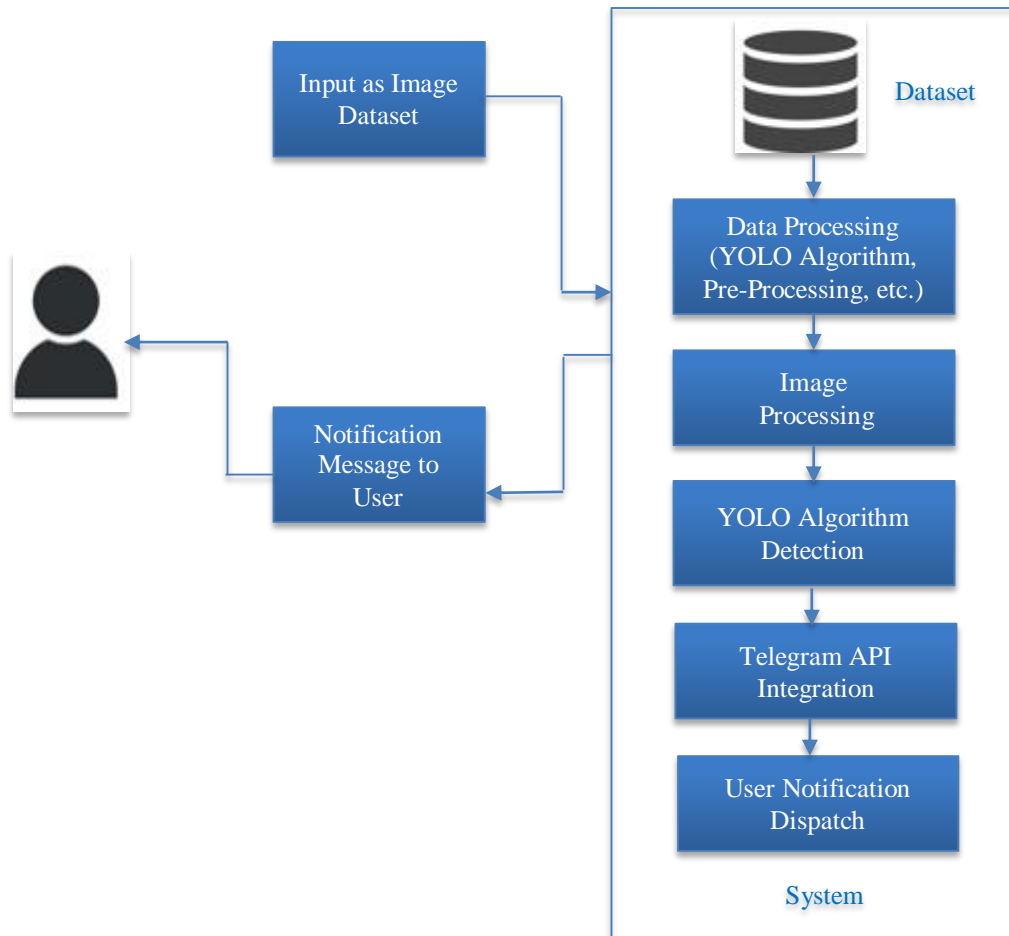 Input as Image
Dataset
Notification
Message to
User
Dataset
Data Processing
(YOLO Algorithm,
Pre-Processing, etc.)
Image
Processing
YOLO Algorithm
Detection
Telegram API
Integration
User Notification
Dispatch
System